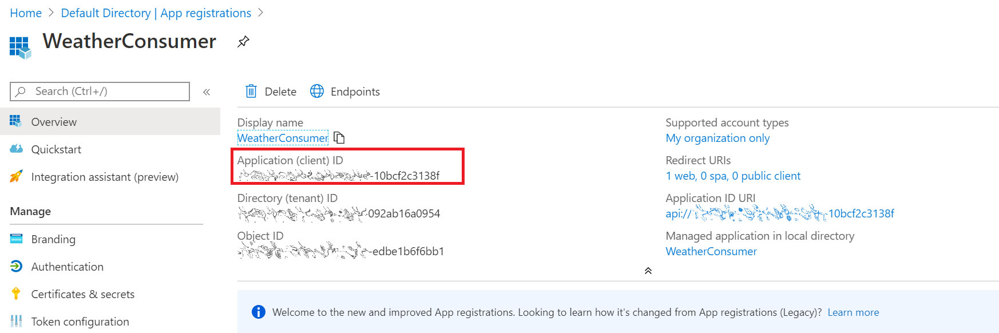 Home > Default Directory | App registrations >
WeatherConsumer
Search (Ctrl+/)
«
Overview
Quickstart
Integration assistant (preview)
Manage
Branding
Authentication
Certificates & secrets
Token configuration
Delete
Endpoints
Display name
WeatherConsumer
Application (client) ID
-10bcf2c3138f
Directory (tenant) ID
-092ab16a0954
Object ID
-edbe1b6f6bb1
Supported account types
My organization only
Redirect URIs
1 web, 0 spa, 0 public client
Application ID URI
api:// -10bcf2c3138f
Managed application in local directory
WeatherConsumer
Welcome to the new and improved App registrations. Looking to learn how it's changed from App registrations (Legacy)? Learn more